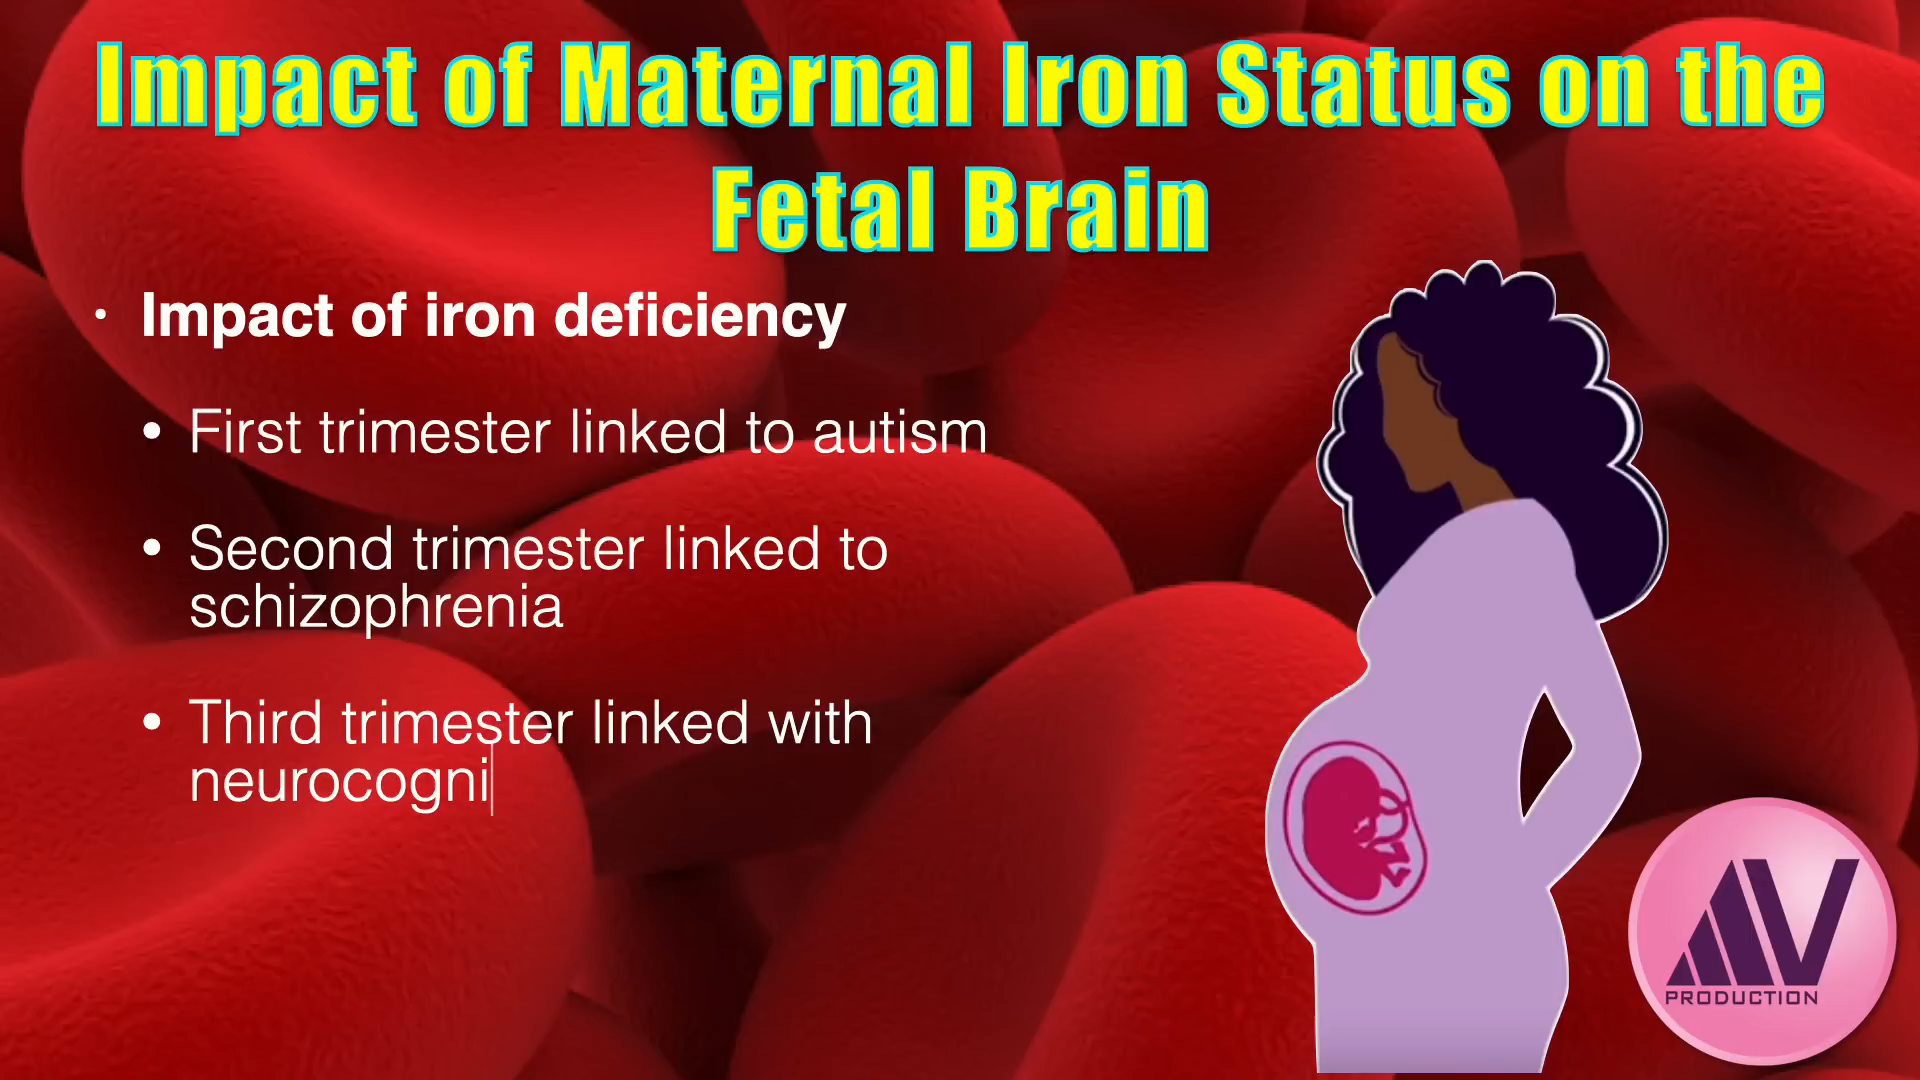 Impact of Maternal Iron Status on the
Fetal Brain
• Impact of iron deficiency
• First trimester linked to autism
• Second trimester linked to
schizophrenia
• Third trimester linked with
neurocogni
AV
PRODUCTION